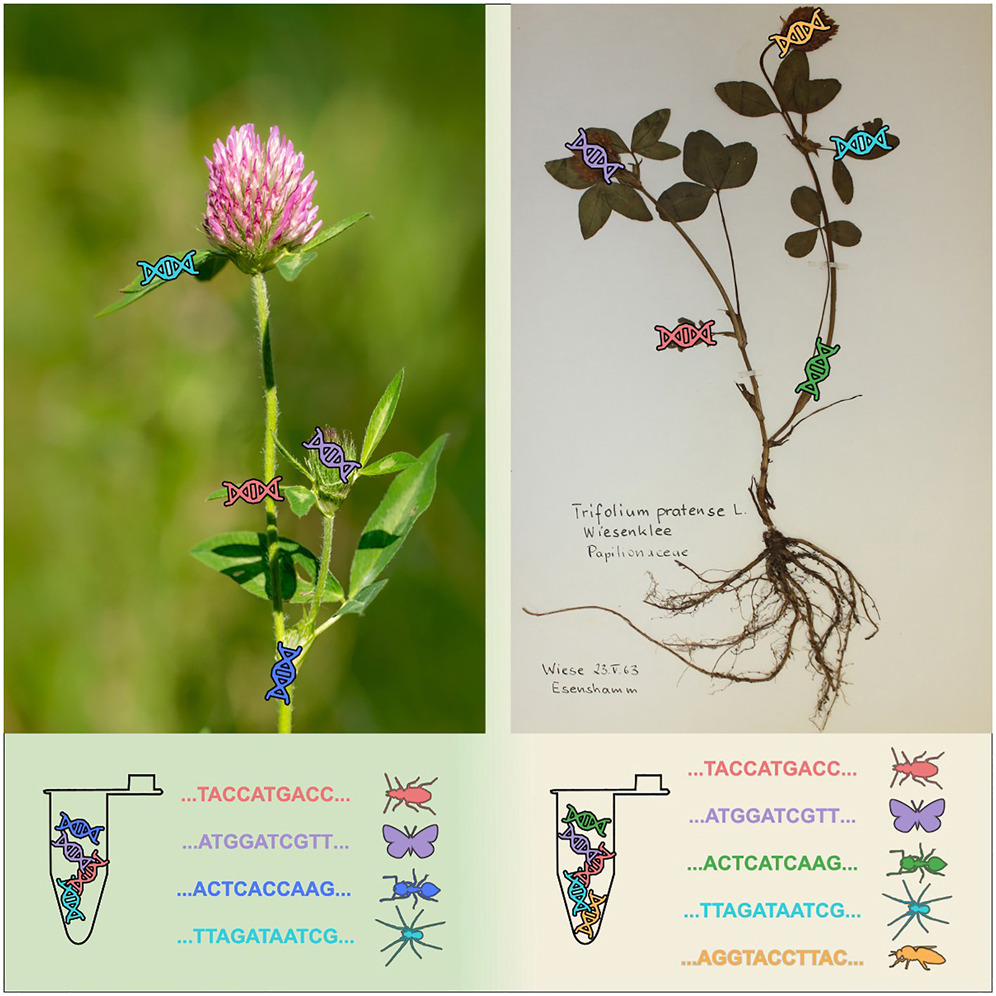 Trifolium pratense L.
Wiesenklee
Papilionaceae
Wiese 23.V.63
Esenshamm
...TACCATGACC...
...ATGGATCGTT...
...ACTCACCAAG...
...TTAGATAATCG...
...TACCATGACC...
...ATGGATCGTT...
...ACTCATCAAG...
...TTAGATAATCG...
...AGGTACCTTAC...